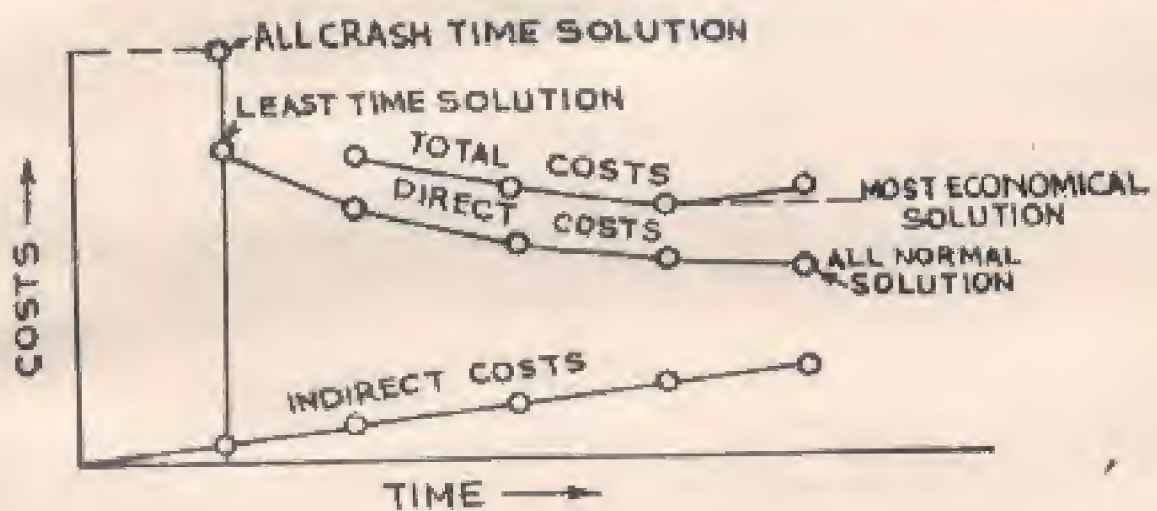 ALL CRASH TIME SOLUTION
LEAST TIME SOLUTION
TOTAL COSTS
DIRECT COSTS
MOST ECONOMICAL
SOLUTION
ALL NORMAL
SOLUTION
INDIRECT COSTS
COSTS
TIME